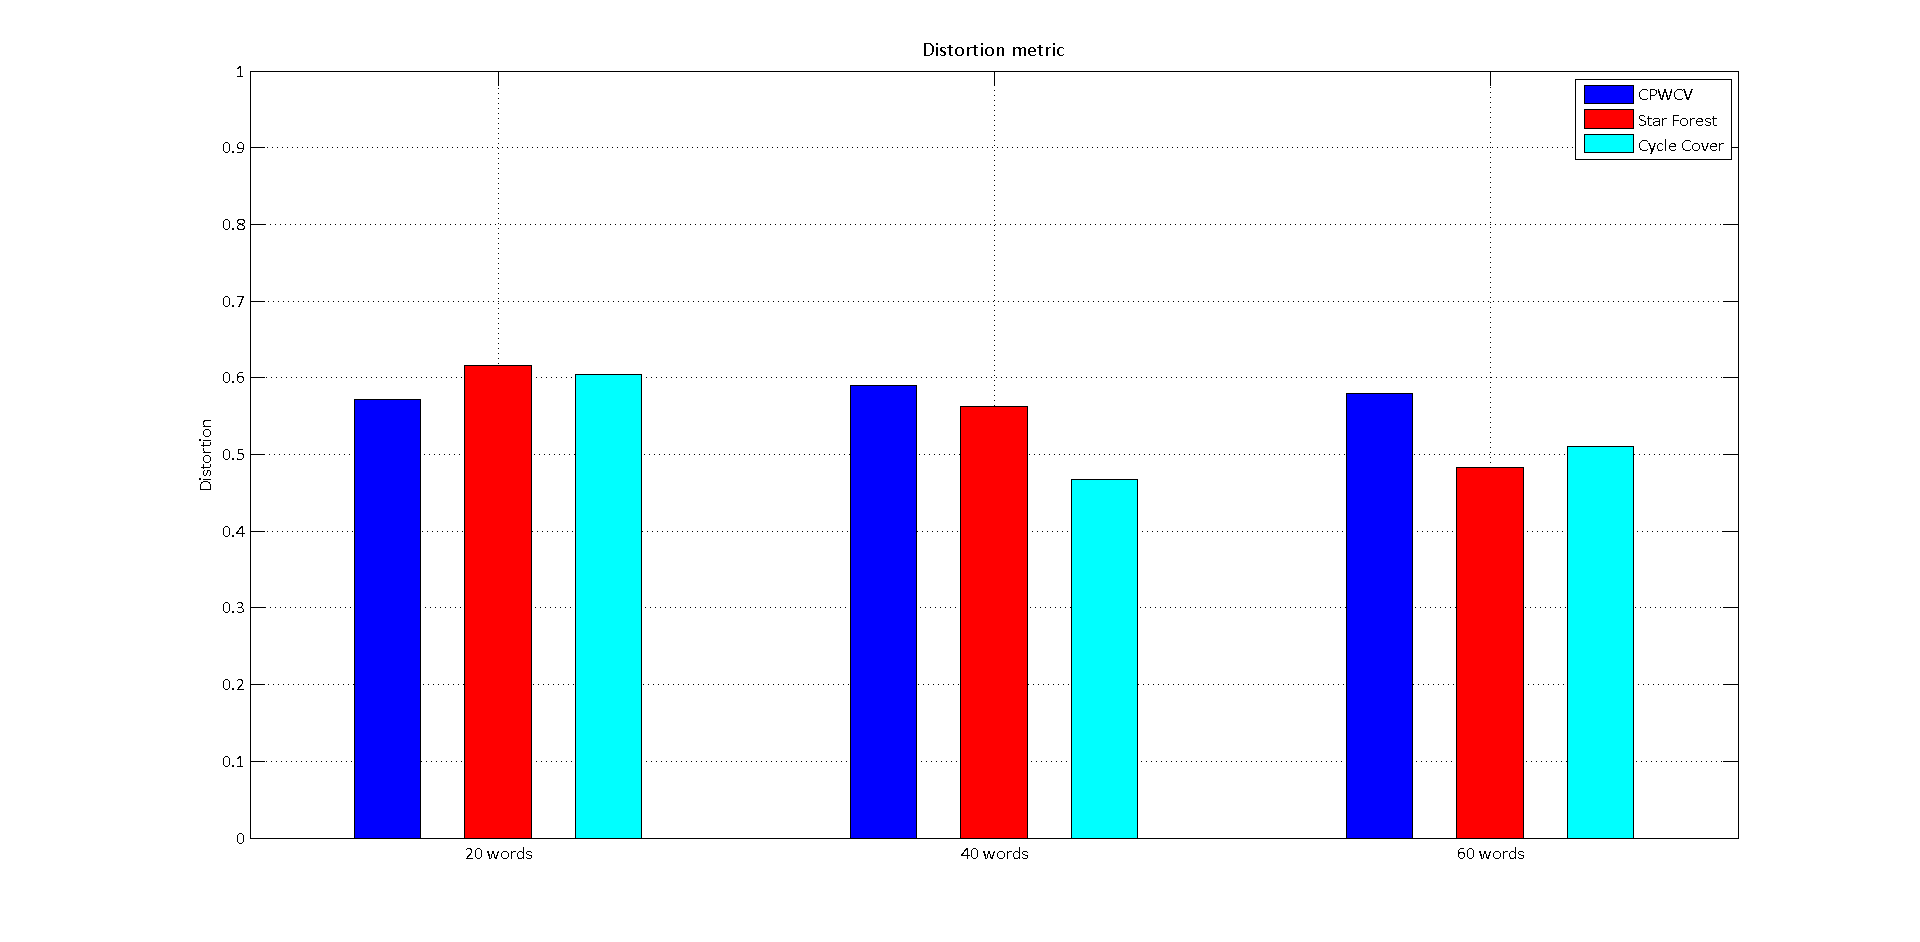 Distortion metric
CPWCV
Star Forest
Cycle Cover
Distortion
1
0.9
0.8
0.7
0.6
0.5
0.4
0.3
0.2
0.1
0
20 words
40 words
60 words